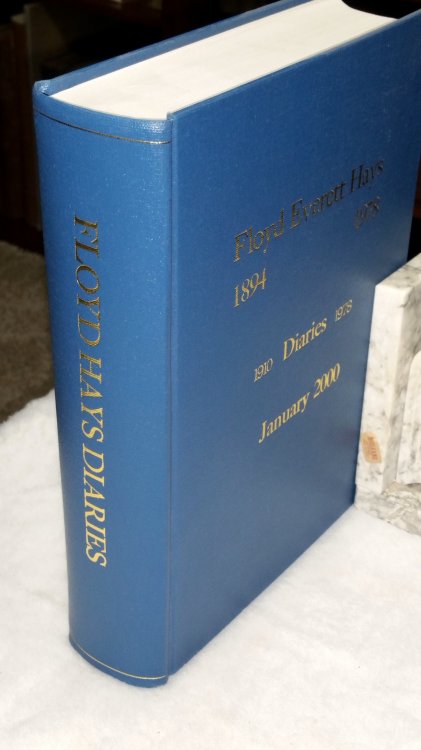 FLOYD HAYS DIARIES
Floyd Everett Hays
1894 1978
1910 Diaries 1978
January 2000